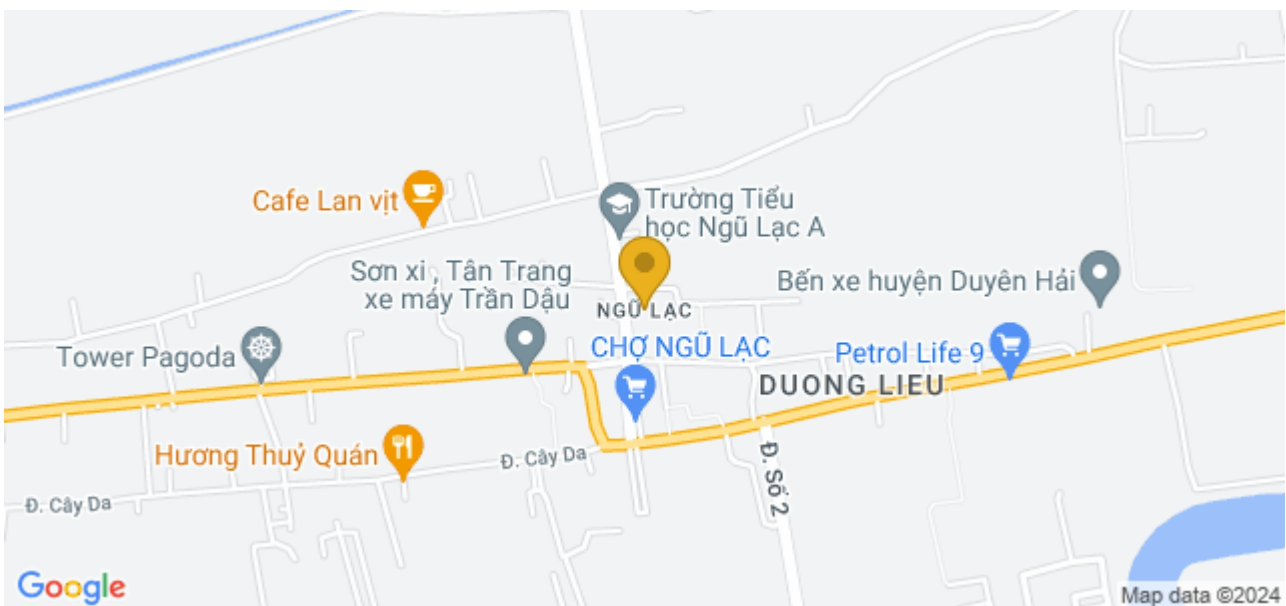 Cafe Lan vịt
Trường Tiểu
học Ngũ Lạc A
Sơn xi , Tân Trang
xe máy Trần Dậu
Bến xe huyện Duyên Hải
NGŨ LẠC
CHỢ NGŨ LẠC
Tower Pagoda
Petrol Life 9
DUONG LIEU
Hương Thuỷ Quán
Đ. Cây Da
Đ. Số 2
Đ. Cây Da
Google
Map data ©2024